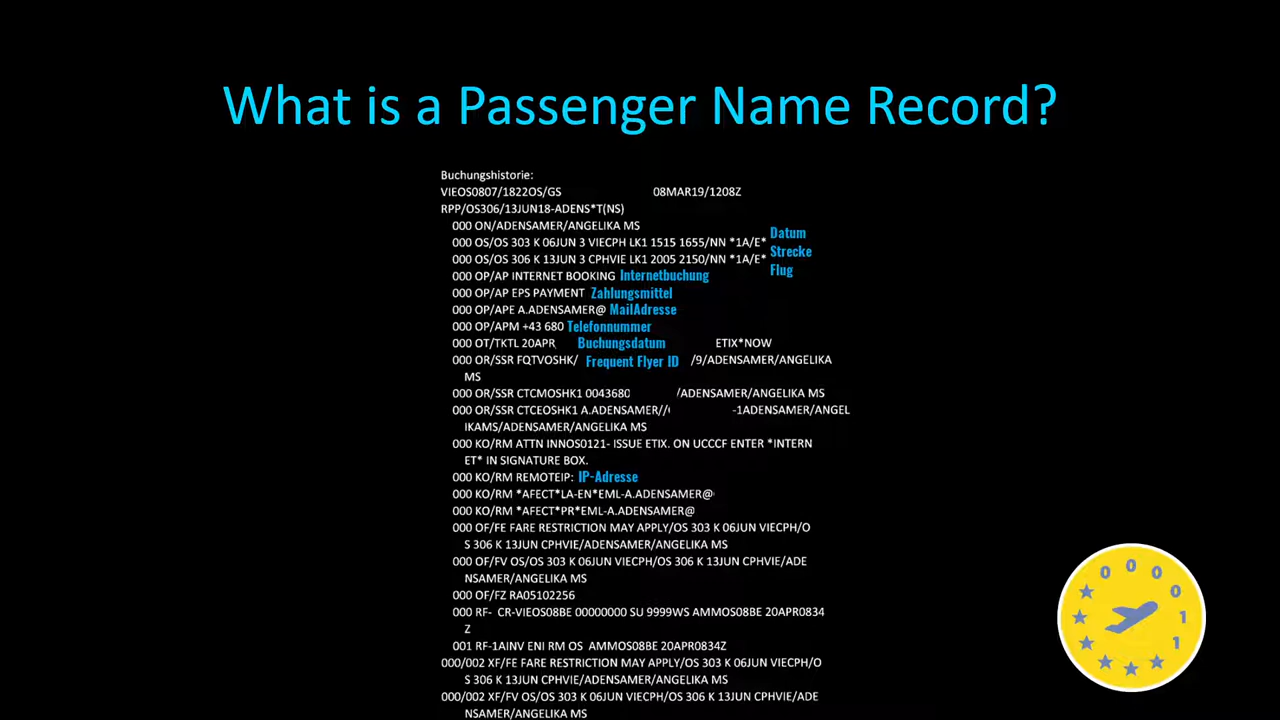 What is a Passenger Name Record?
Buchungshistorie:
VIEOS0807/1822OS/GS 08MAR19/1208Z
RPP/OS306/13JUN18-ADENS*T(NS)
000 ON/ADENSAMER/ANGELIKA MS
000 OS/OS 303 K 06JUN 3 VIECPH LK1 1515 1655/NN *1A/E* Datum
Strecke
000 OS/OS 306 K 13JUN 3 CPHVIE LK1 2005 2150/NN *1A/E* Flug
000 OP/AP INTERNET BOOKING Internetbuchung
000 OP/AP EPS PAYMENT Zahlungsmittel
000 OP/APE A.ADENSAMER@ MailAdresse
000 OP/APM +43 680 Telefonnummer
000 OT/TKTL 20APR Buchungsdatum ETIX*NOW
000 OR/SSR FQTVOSHK/ Frequent Flyer ID /9/ADENSAMER/ANGELIKA
MS
000 OR/SSR CTCMOSHK1 0043680 /ADENSAMER/ANGELIKA MS
000 OR/SSR CTCEOSHK1 A.ADENSAMER//( -1ADENSAMER/ANGEL
IKAMS/ADENSAMER/ANGELIKA MS
000 KO/RM ATTN INNOS0121- ISSUE ETIX. ON UCCCF ENTER *INTERN
ET* IN SIGNATURE BOX.
000 KO/RM REMOTEIP: IP-Adresse
000 KO/RM *AFECT*LA-EN*EML-A.ADENSAMER@
000 KO/RM *AFECT*PR*EML-A.ADENSAMER@
000 OF/FE FARE RESTRICTION MAY APPLY/OS 303 K 06JUN VIECPH/O
S 306 K 13JUN CPHVIE/ADENSAMER/ANGELIKA MS
000 OF/FV OS/OS 303 K 06JUN VIECPH/OS 306 K 13JUN CPHVIE/ADE
NSAMER/ANGELIKA MS
000 OF/FZ RA05102256
000 RF- CR-VIEOS08BE 00000000 SU 9999WS AMMOS08BE 20APR0834
Z
001 RF-1AINV ENI RM OS AMMOS08BE 20APR0834Z
000/002 XF/FE FARE RESTRICTION MAY APPLY/OS 303 K 06JUN VIECPH/O
S 306 K 13JUN CPHVIE/ADENSAMER/ANGELIKA MS
000/002 XF/FV OS/OS 303 K 06JUN VIECPH/OS 306 K 13JUN CPHVIE/ADE
NSAMER/ANGELIKA MS
0 0 0 0 1 1